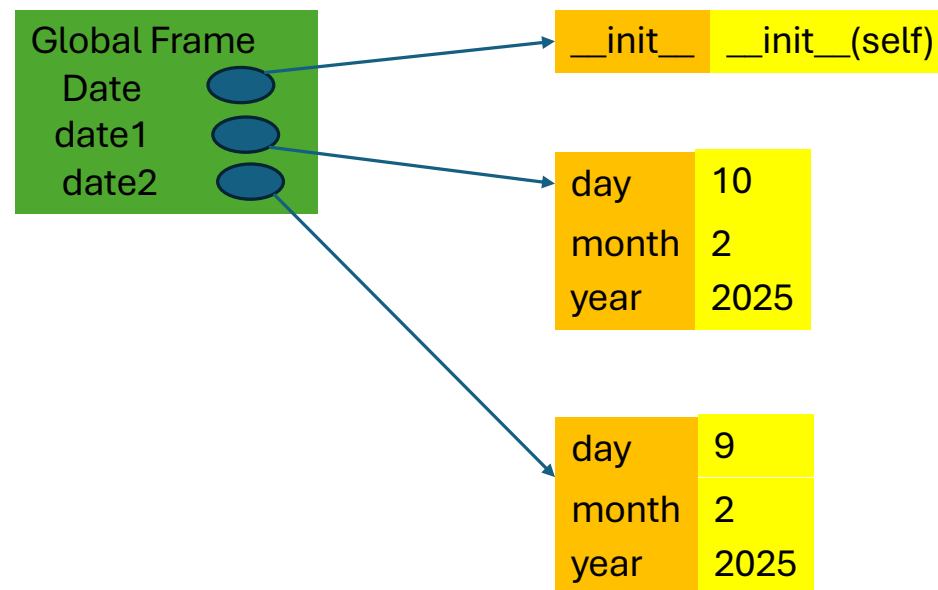 Global Frame
Date
date1
date2
__init__ __init__(self)
day 10
month 2
year 2025
day 9
month 2
year 2025